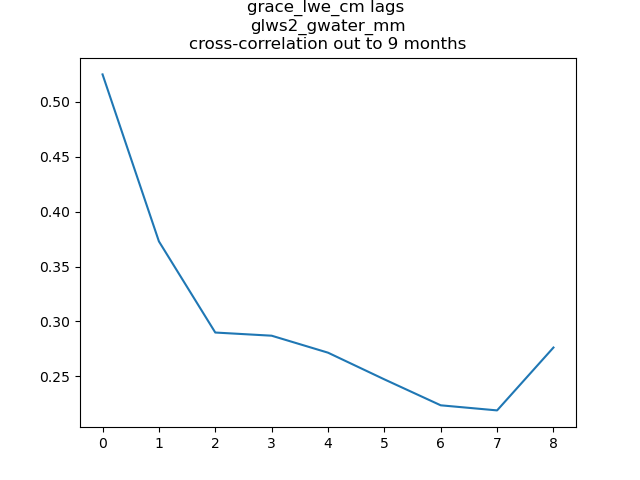 grace_lwe_cm lags
glws2_gwater_mm
cross-correlation out to 9 months
0.50
0.45
0.40
0.35
0.30
0.25
0 1 2 3 4 5 6 7 8